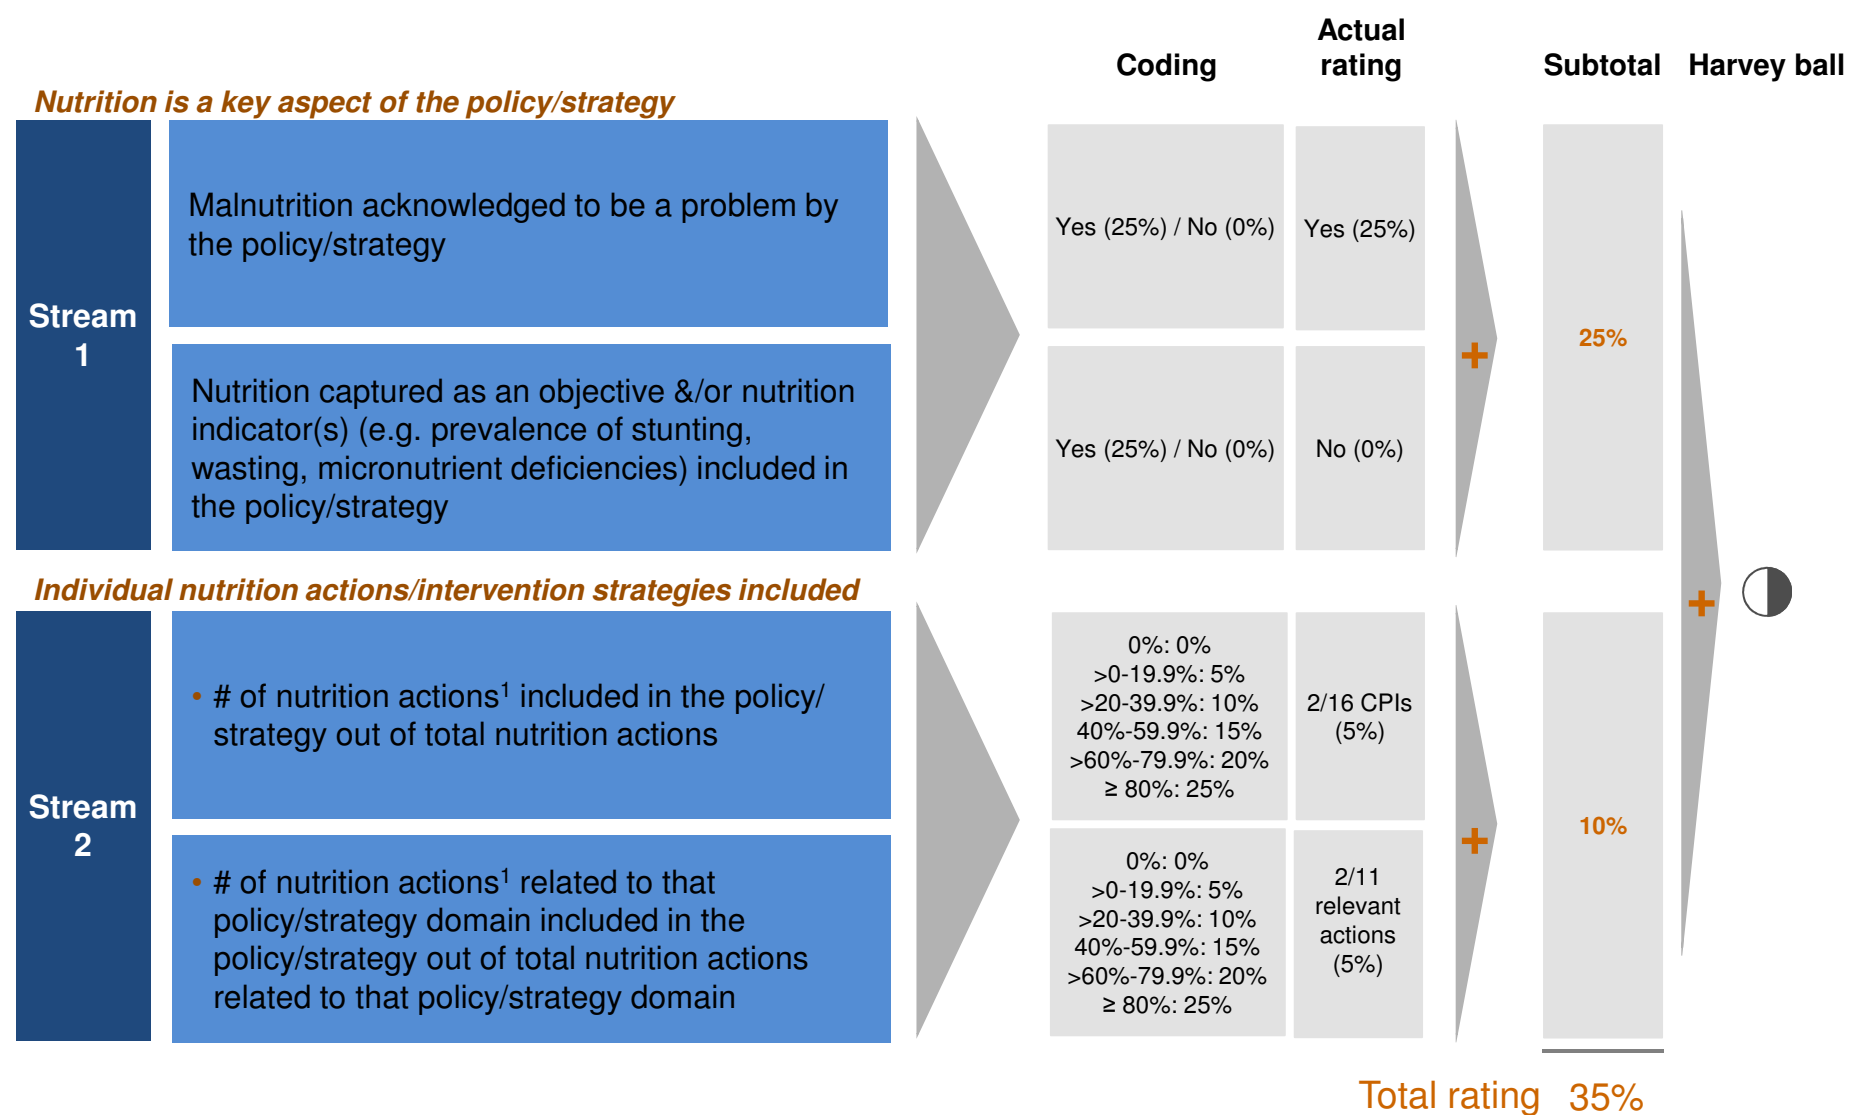 Coding
Actual
rating
Subtotal
Harvey ball
Nutrition is a key aspect of the policy/strategy
Stream
1
Malnutrition acknowledged to be a problem by
the policy/strategy
Yes (25%) / No (0%)
Yes (25%)
Nutrition captured as an objective &/or nutrition
indicator(s) (e.g. prevalence of stunting,
wasting, micronutrient deficiencies) included in
the policy/strategy
Yes (25%) / No (0%)
No (0%)
+
25%
Individual nutrition actions/intervention strategies included
Stream
2
• # of nutrition actions¹ included in the policy/
strategy out of total nutrition actions
0%: 0%
>0-19.9%: 5%
>20-39.9%: 10%
40%-59.9%: 15%
>60%-79.9%: 20%
≥ 80%: 25%
2/16 CPIs
(5%)
• # of nutrition actions¹ related to that
policy/strategy domain included in the
policy/strategy out of total nutrition actions
related to that policy/strategy domain
0%: 0%
>0-19.9%: 5%
>20-39.9%: 10%
40%-59.9%: 15%
>60%-79.9%: 20%
≥ 80%: 25%
2/11
relevant
actions
(5%)
+
10%
+
Total rating 35%